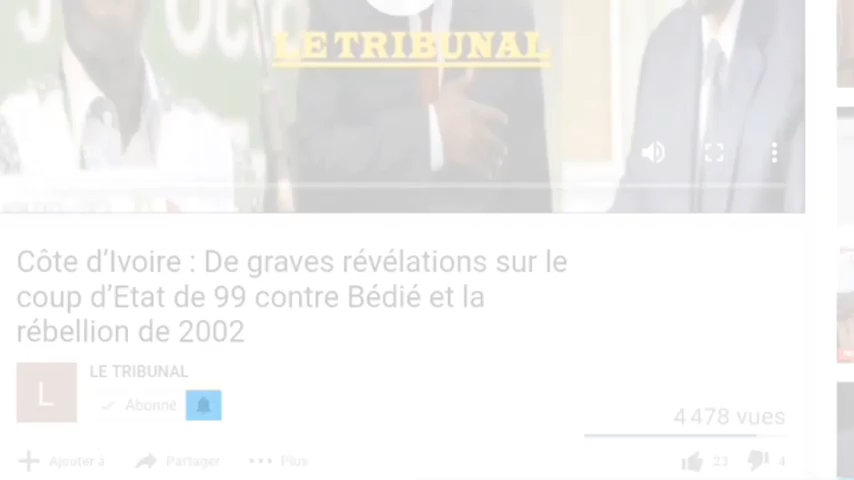 LE TRIBUNAL
Côte d’Ivoire : De graves révélations sur le
coup d’Etat de 99 contre Bédié et la
rébellion de 2002
L
LE TRIBUNAL
Abonné
4 478 vues
Ajouter à
Partager
Plus
23
4